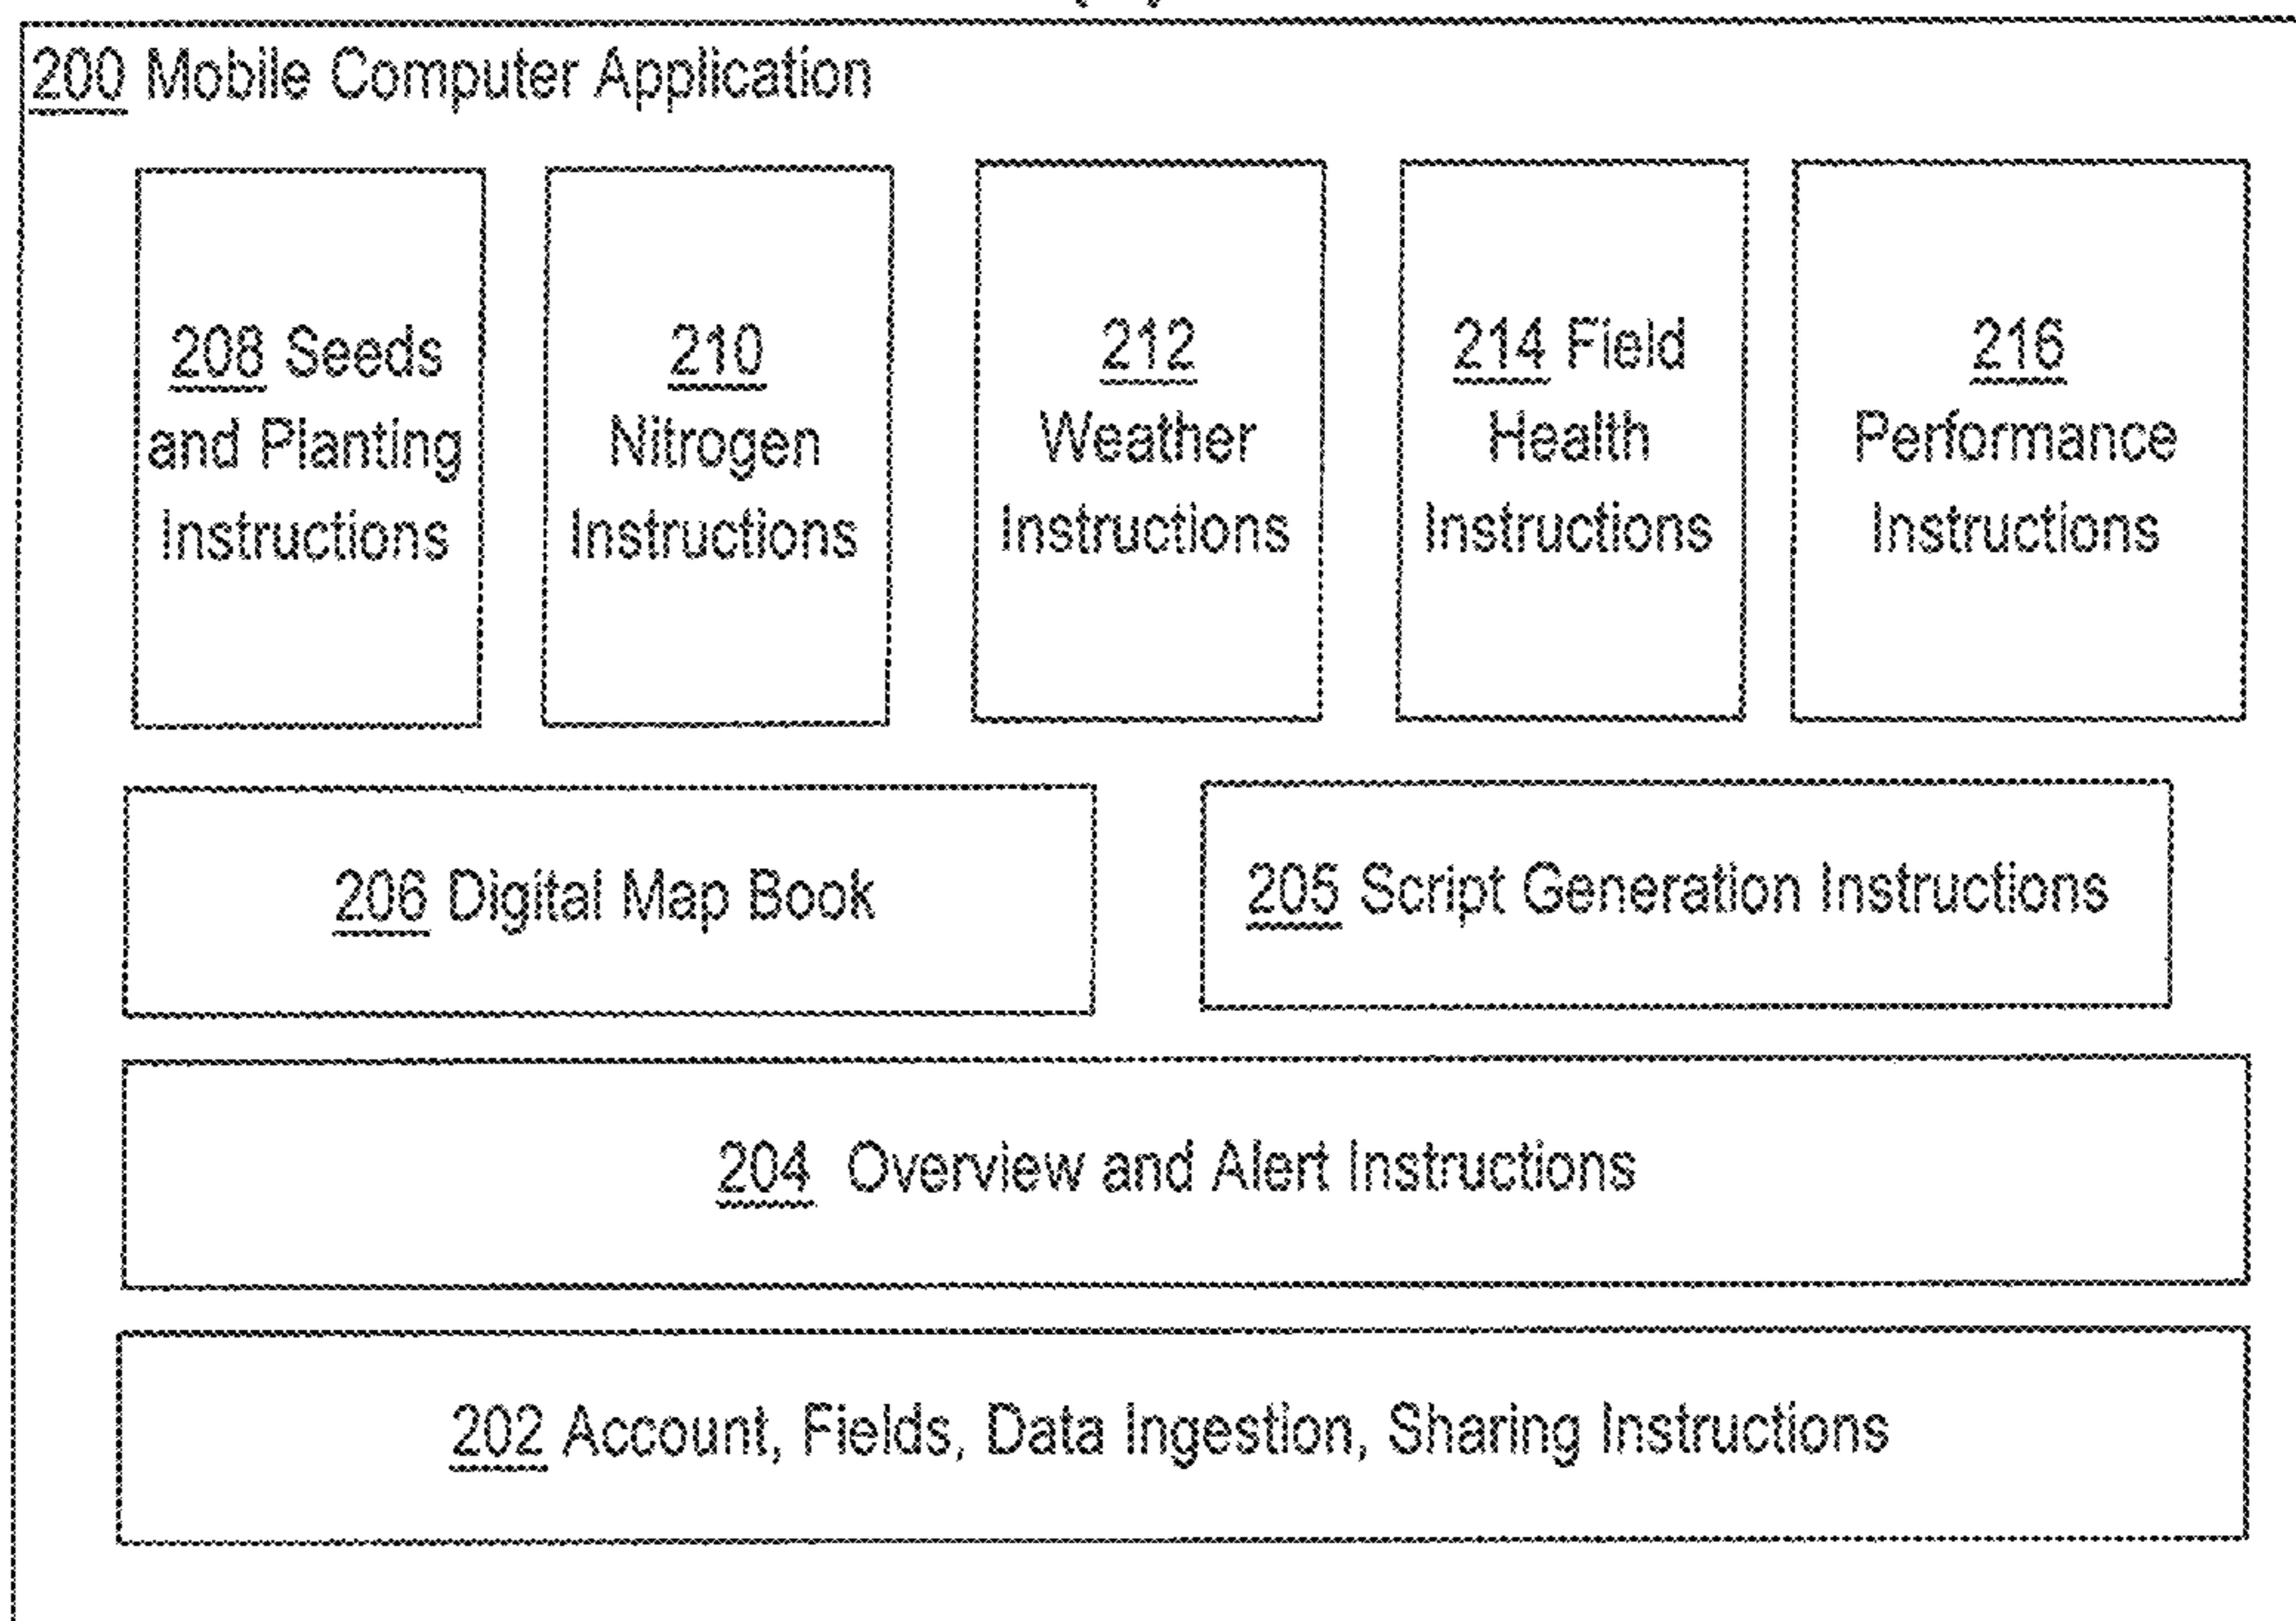 200 Mobile Computer Application
208 Seeds
and Planting
Instructions
210
Nitrogen
Instructions
212
Weather
Instructions
214 Field
Health
Instructions
216
Performance
Instructions
206 Digital Map Book
205 Script Generation Instructions
204 Overview and Alert Instructions
202 Account, Fields, Data Ingestion, Sharing Instructions